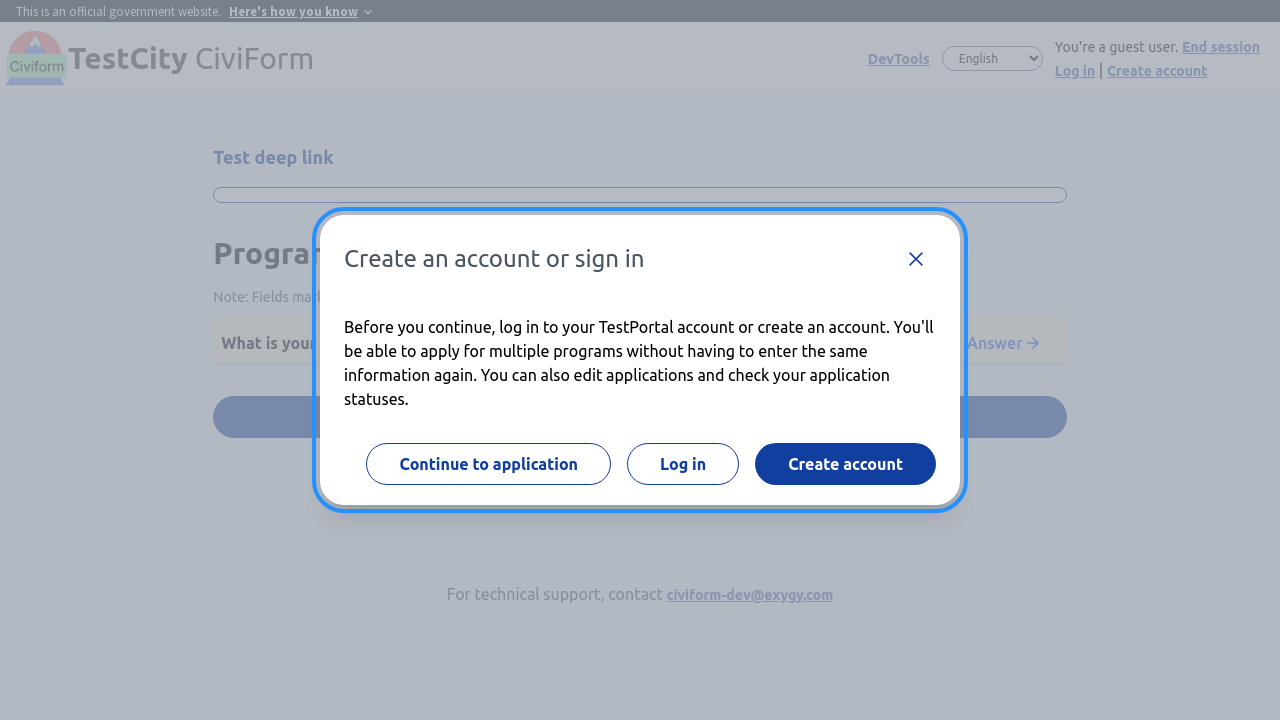 This is an official government website. Here's how you know
Civiform
TestCity CiviForm
DevTools
English
You're a guest user. End session
Log in | Create account
Test deep link
Program
Note: Fields
What is your
Answer
Create an account or sign in
Before you continue, log in to your TestPortal account or create an account. You'll
be able to apply for multiple programs without having to enter the same
information again. You can also edit applications and check your application
statuses.
Continue to application
Log in
Create account
For technical support, contact civiform-dev@exygy.com